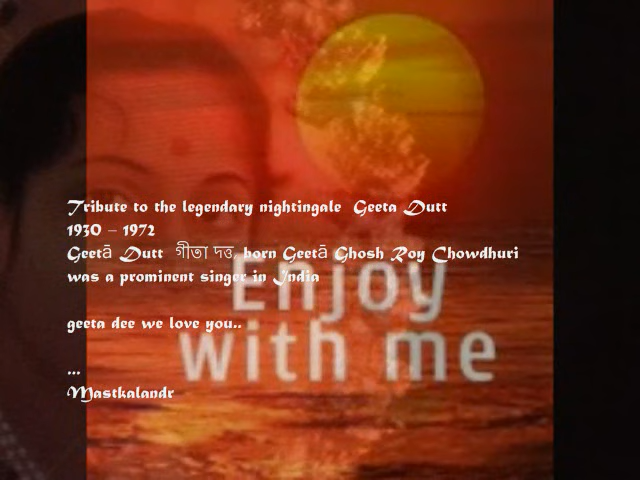 Tribute to the legendary nightingale  Geeta Dutt
1930 – 1972
Geetā Dutt  গীতা দত্ত, born Geetā Ghosh Roy Chowdhuri
was a prominent singer in India
Enjoy
geeta dee we love you..
with me
...
Mastkalandr